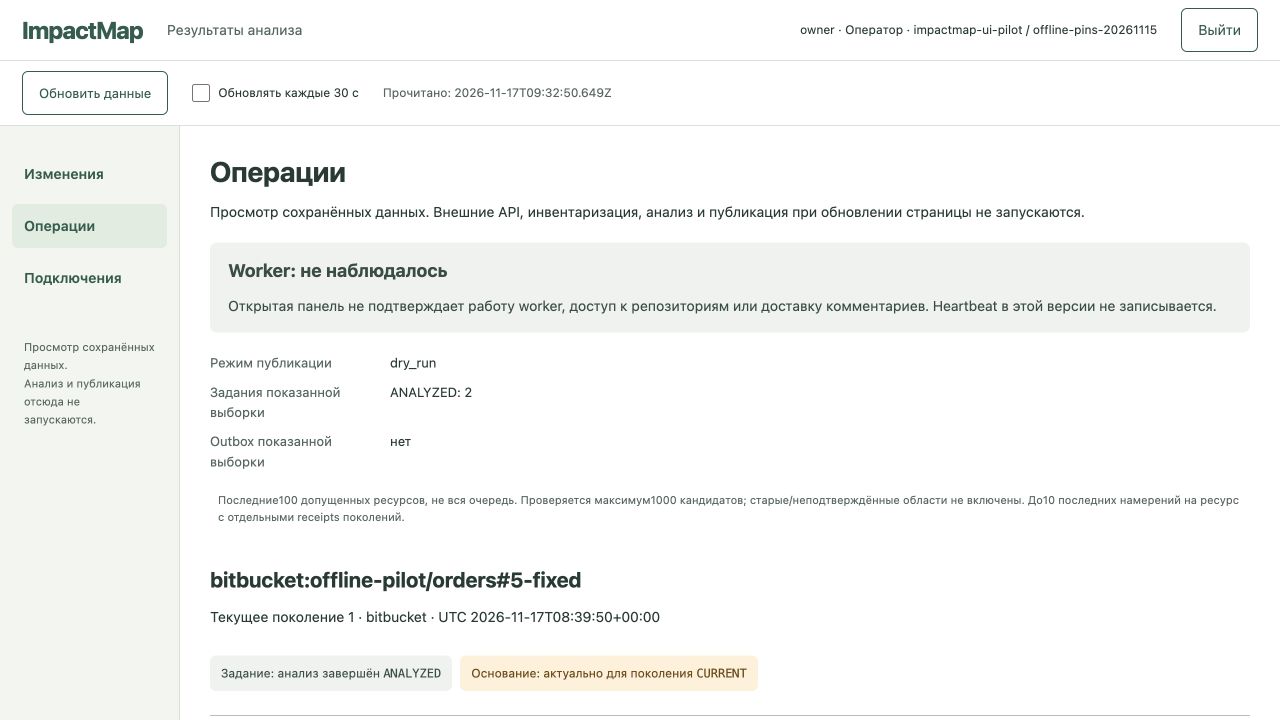 ImpactMap
Результаты анализа
owner · Оператор · impactmap-ui-pilot / offline-pins-20261115
Выйти
Обновить данные
Обновлять каждые 30 с
Прочитано: 2026-11-17T09:32:50.649Z
Изменения
Операции
Подключения
Просмотр сохранённых
данных.
Анализ и публикация
отсюда не
запускаются.
Операции
Просмотр сохранённых данных. Внешние API, инвентаризация, анализ и публикация при обновлении страницы не запускаются.
Worker: не наблюдалось
Открытая панель не подтверждает работу worker, доступ к репозиториям или доставку комментариев. Heartbeat в этой версии не записывается.
Режим публикации
dry_run
Задания показанной
выборки
ANALYZED: 2
Outbox показанной
выборки
нет
Последние100 допущенных ресурсов, не вся очередь. Проверяется максимум1000 кандидатов; старые/неподтверждённые области не включены. До10 последних намерений на ресурс
с отдельными receipts поколений.
bitbucket:offline-pilot/orders#5-fixed
Текущее поколение 1 · bitbucket · UTC 2026-11-17T08:39:50+00:00
Задание: анализ завершён ANALYZED
Основание: актуально для поколения CURRENT